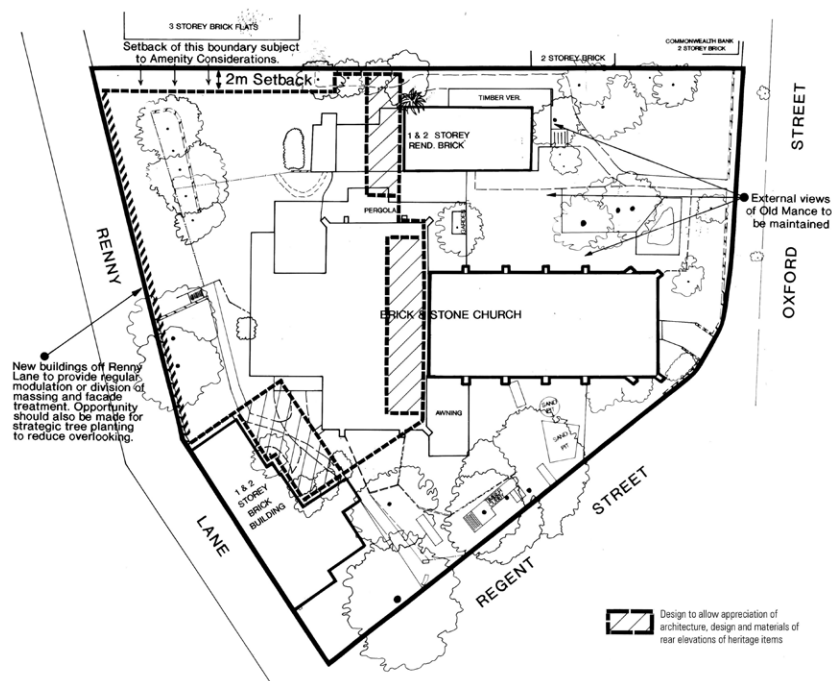 3 STOREY BRICK FLATS
Setback of this boundary subject
to Amenity Considerations.
2m Setback
2 STOREY BRICK
COMMONWEALTH BANK
2 STOREY BRICK
STREET
TIMBER VER.
1 & 2 STOREY
REND. BRICK
External views
of Old Mance to
be maintained
PERGOLA
GARDEN
RENNY
OXFORD
BRICK & STONE CHURCH
New buildings off Renny
Lane to provide regular
modulation or division of
massing and facade
treatment. Opportunity
should also be made for
strategic tree planting
to reduce overlooking.
AWNING
SAND
PIT
SAND
PIT
1 & 2
STOREY
BRICK
BUILDING
LANE
STREET
REGENT
Design to allow appreciation of
architecture, design and materials of
rear elevations of heritage items